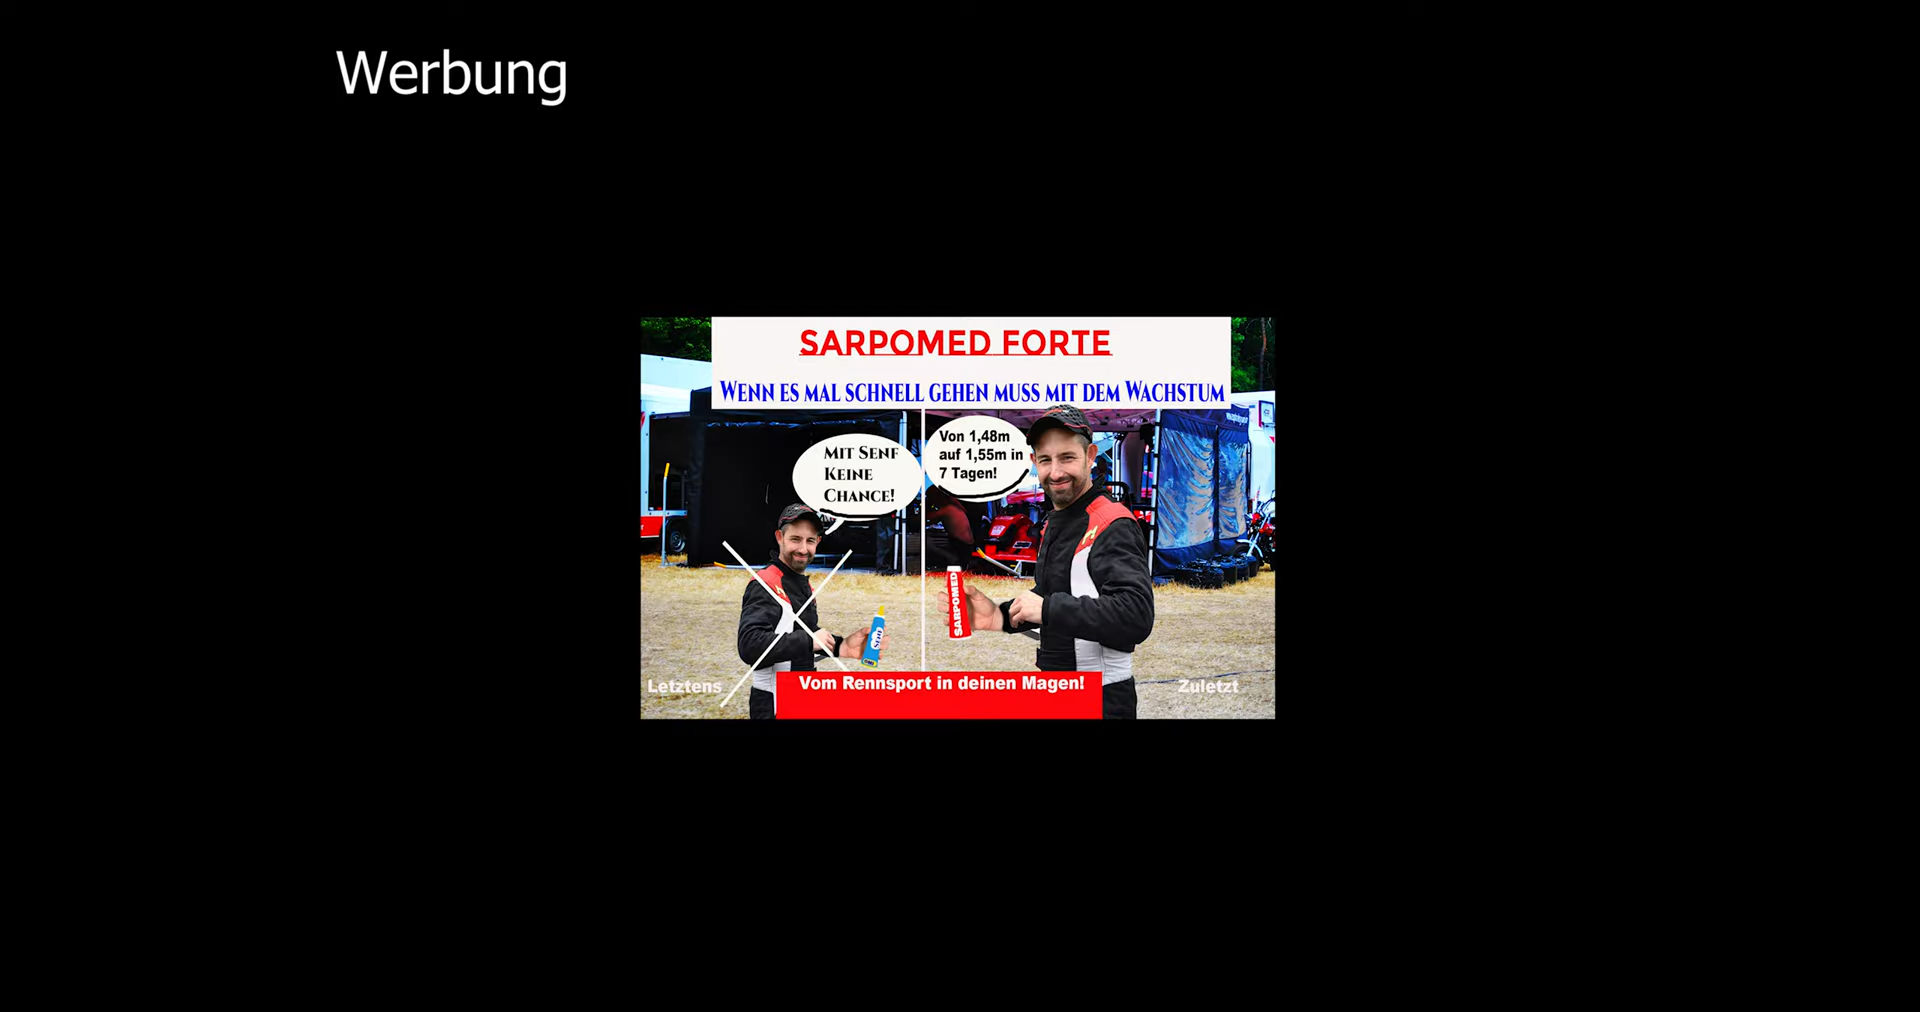 Werbung
SARPOMED FORTE
WENN ES MAL SCHNELL GEHEN MUSS MIT DEM WACHSTUM
MIT SENF
KEINE
CHANCE!
Von 1,48m
auf 1,55m in
7 Tagen!
SARPOMED
Letztens
Vom Rennsport in deinen Magen!
Zuletzt